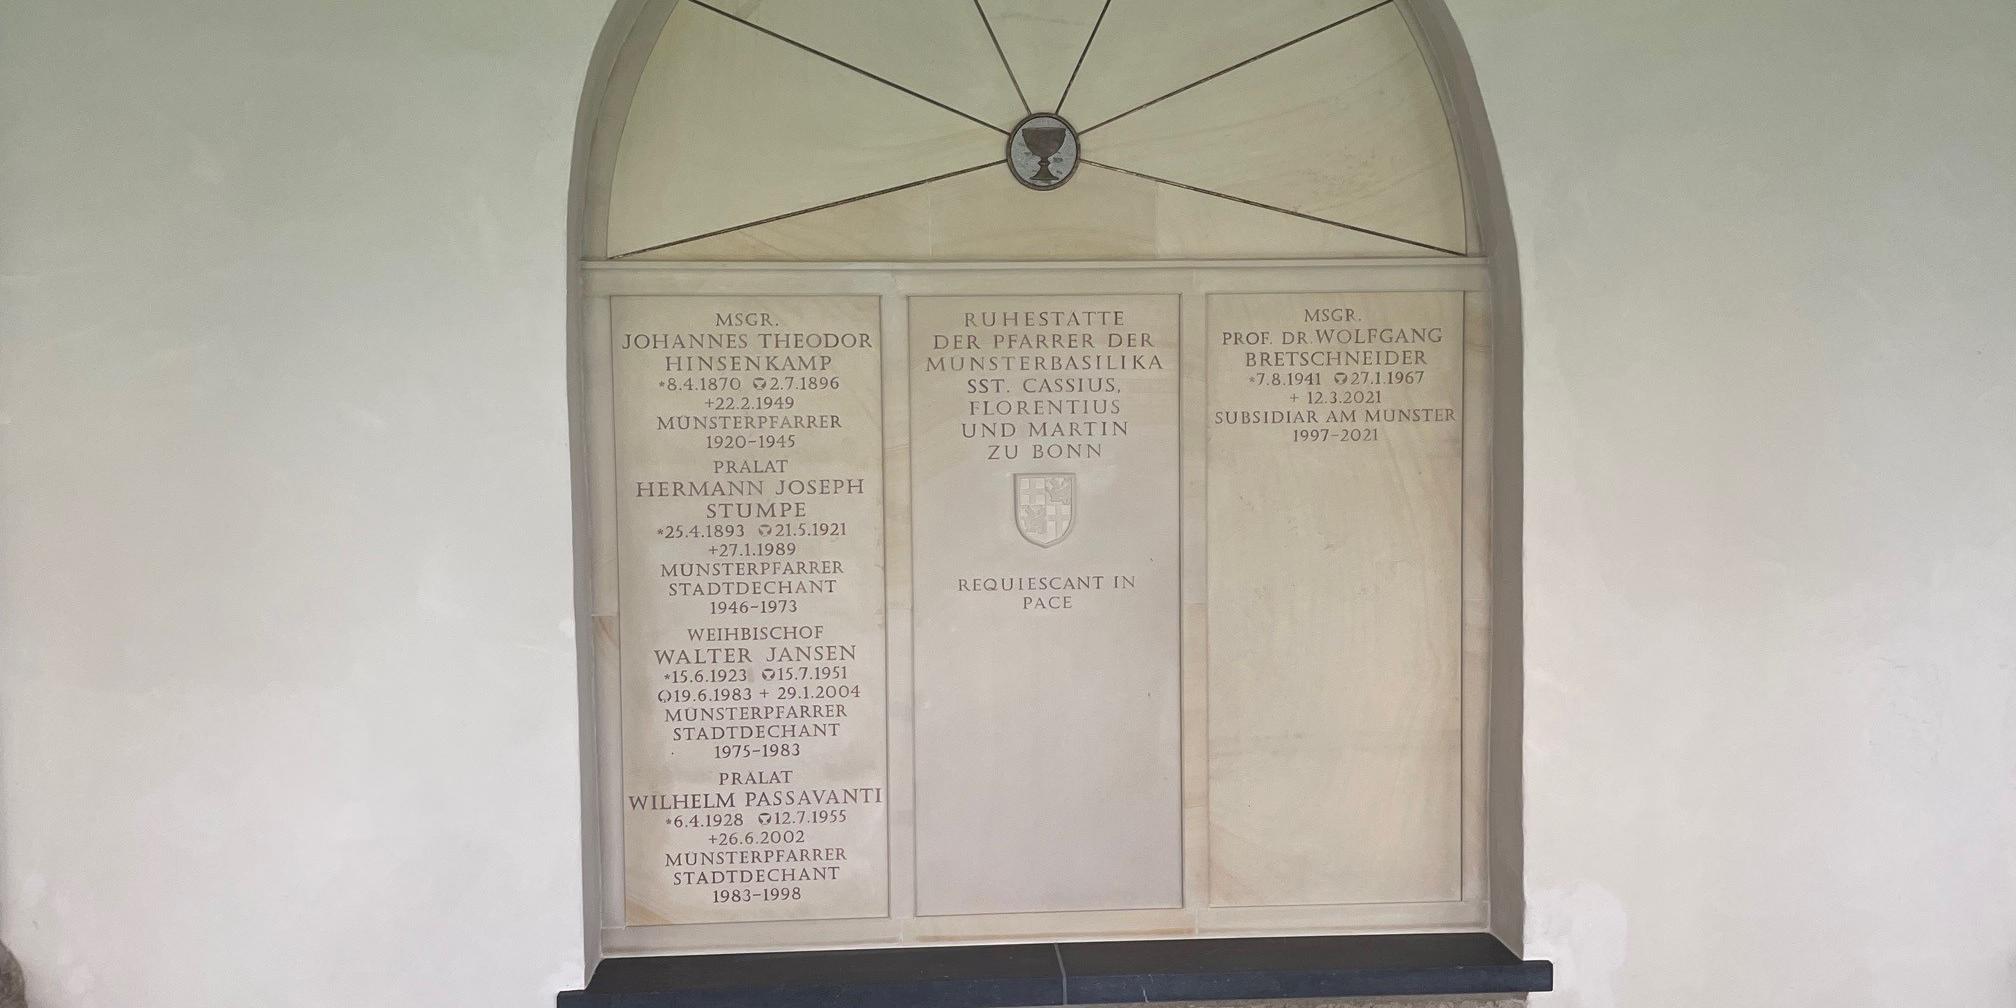 MSGR.
JOHANNES THEODOR
HINSENKAMP
*8.4.1870 2.7.1896
+22.2.1949
MÜNSTERPFARRER
1920-1945
PRALAT
HERMANN JOSEPH
STUMPE
*25.4.1893 21.5.1921
+27.1.1989
MÜNSTERPFARRER
STADTDECHANT
1946-1973
WEIHBISCHOF
WALTER JANSEN
*15.6.1923 15.7.1951
19.6.1983 + 29.1.2004
MÜNSTERPFARRER
STADTDECHANT
1975-1983
PRALAT
WILHELM PASSAVANTI
*6.4.1928 12.7.1955
+26.6.2002
MÜNSTERPFARRER
STADTDECHANT
1983-1998
RUHESTATTE
DER PFARRER DER
MUNSTERBASILIKA
SST. CASSIUS,
FLORENTIUS
UND MARTIN
ZU BONN
REQUIESCANT IN
PACE
MSGR.
PROF. DR. WOLFGANG
BRETSCHNEIDER
*7.8.1941 27.1.1967
+ 12.3.2021
SUBSIDIAR AM MUNSTER
1997-2021